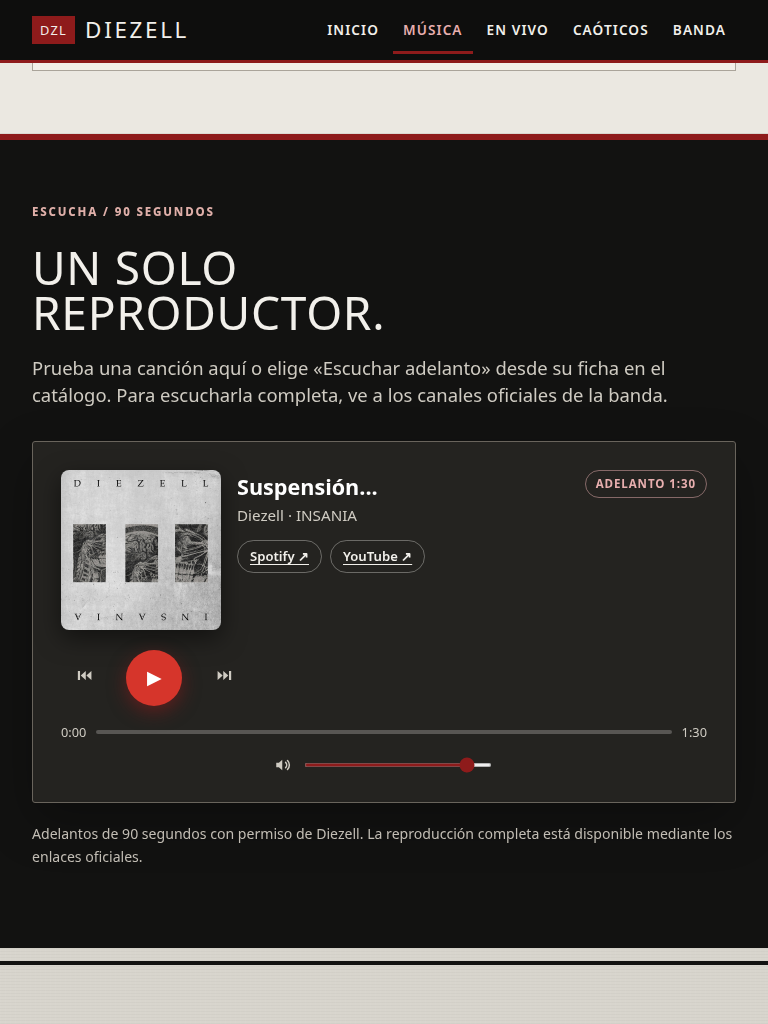 DZL DIEZELL INICIO MÚSICA EN VIVO CAÓTICOS BANDA
ESCUCHA / 90 SEGUNDOS
UN SOLO
REPRODUCTOR.
Prueba una canción aquí o elige «Escuchar adelanto» desde su ficha en el
catálogo. Para escucharla completa, ve a los canales oficiales de la banda.
D I E Z E L L
V I N V S N I
Suspensión...
ADELANTO 1:30
Diezell · INSANIA
Spotify ↗ YouTube ↗
0:00 1:30
Adelantos de 90 segundos con permiso de Diezell. La reproducción completa está disponible mediante los
enlaces oficiales.